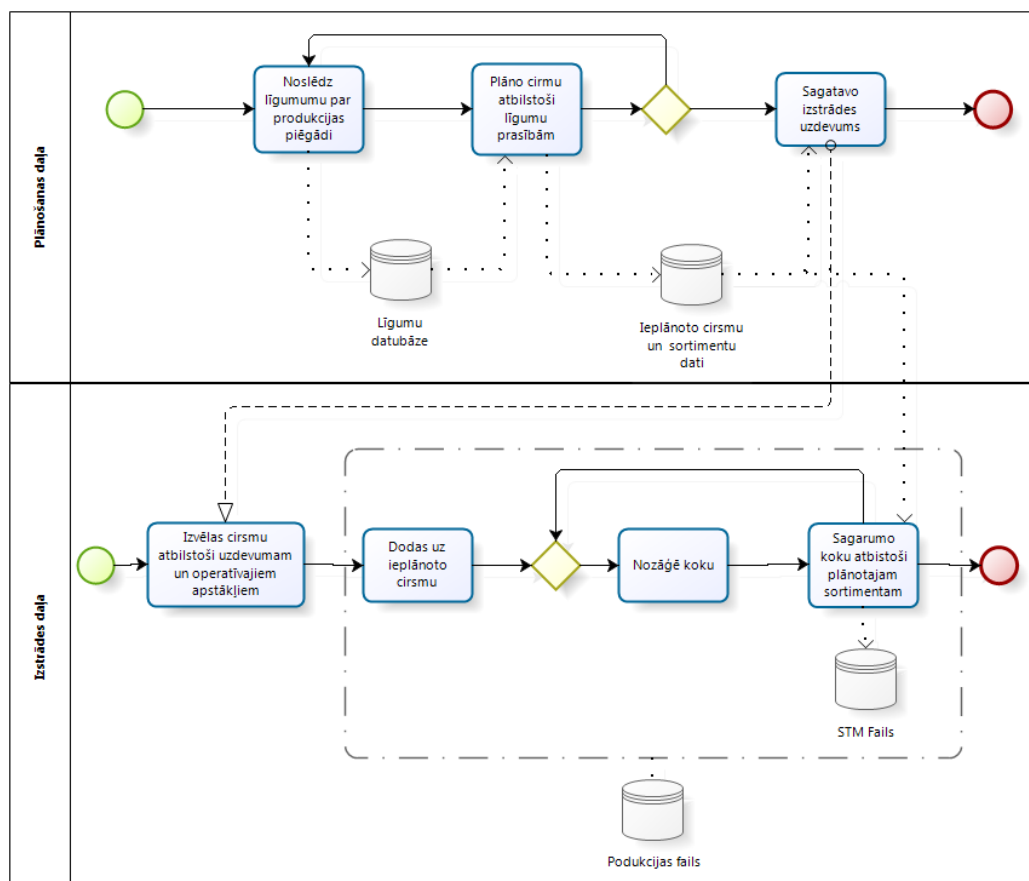 Plānošanas daļa
Noslēdz
līgumumu par
produkcijas
piēgādi
Plāno cirmu
atbilstoši
līgumu
prasībām
Sagatavo
izstrādes
uzdevums
Līgumu
datubāze
Ieplānoto cirsmu
un sortimentu
dati
Izstrādes daļa
Izvēlas cirsmu
atbilstoši uzdevumam
un operatīvajiem
apstākļiem
Dodas uz
ieplānoto
cirsmu
Nozāģē koku
Sagarumo
koku atbistoši
plānotajam
sortimentam
STM Fails
Podukcijas fails